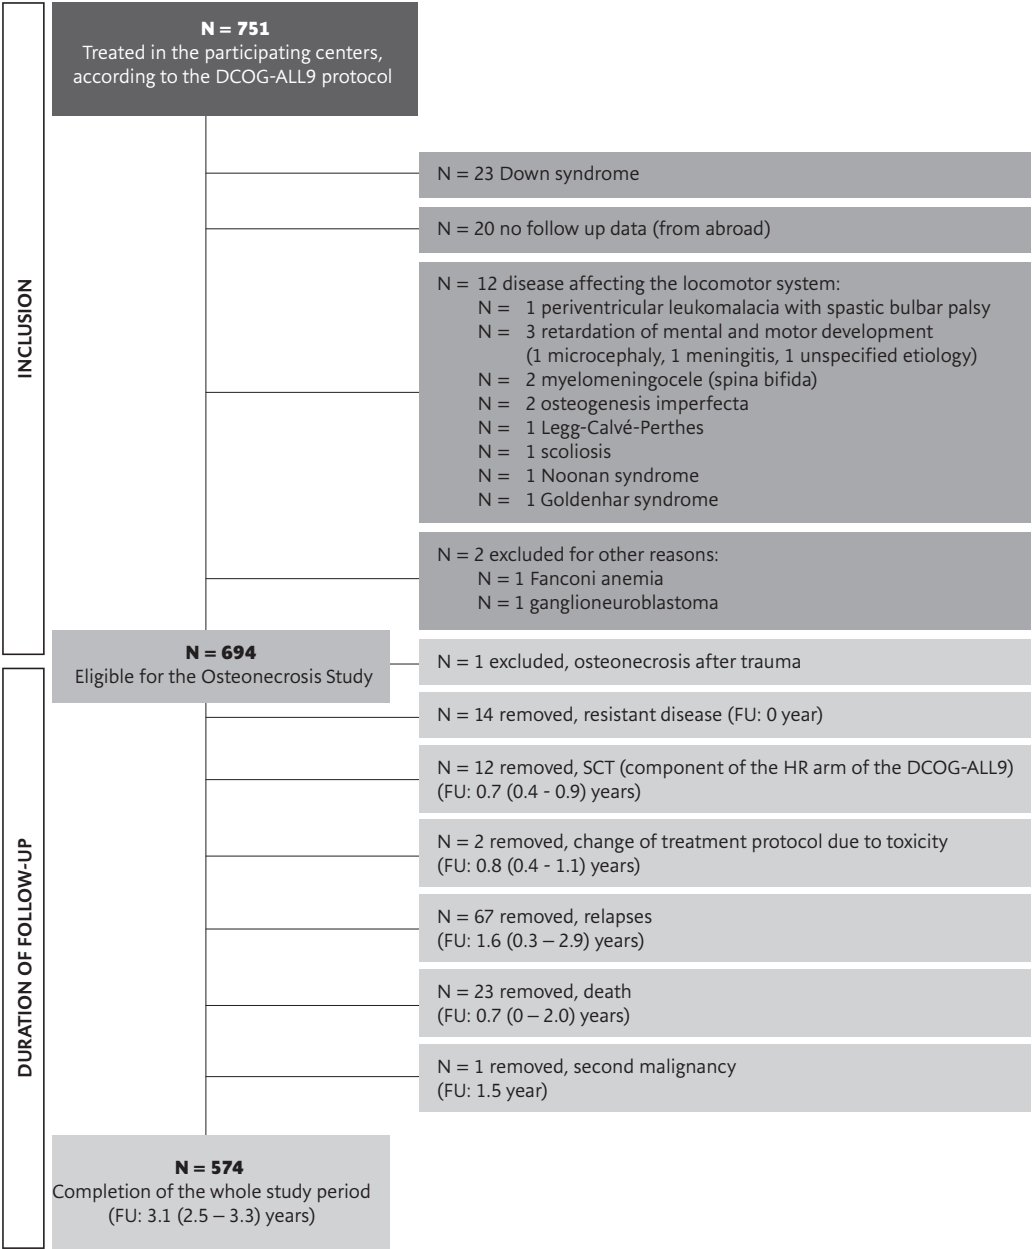 N = 751
Treated in the participating centers,
according to the DCOG-ALL9 protocol
INCLUSION
N = 23 Down syndrome
N = 20 no follow up data (from abroad)
N = 12 disease affecting the locomotor system:
N = 1 periventricular leukomalacia with spastic bulbar palsy
N = 3 retardation of mental and motor development
(1 microcephaly, 1 meningitis, 1 unspecified etiology)
N = 2 myelomeningocele (spina bifida)
N = 2 osteogenesis imperfecta
N = 1 Legg-Calvé-Perthes
N = 1 scoliosis
N = 1 Noonan syndrome
N = 1 Goldenhar syndrome
N = 2 excluded for other reasons:
N = 1 Fanconi anemia
N = 1 ganglioneuroblastoma
N = 694
Eligible for the Osteonecrosis Study
DURATION OF FOLLOW-UP
N = 1 excluded, osteonecrosis after trauma
N = 14 removed, resistant disease (FU: 0 year)
N = 12 removed, SCT (component of the HR arm of the DCOG-ALL9)
(FU: 0.7 (0.4 - 0.9) years)
N = 2 removed, change of treatment protocol due to toxicity
(FU: 0.8 (0.4 - 1.1) years)
N = 67 removed, relapses
(FU: 1.6 (0.3 – 2.9) years)
N = 23 removed, death
(FU: 0.7 (0 – 2.0) years)
N = 1 removed, second malignancy
(FU: 1.5 year)
N = 574
Completion of the whole study period
(FU: 3.1 (2.5 – 3.3) years)